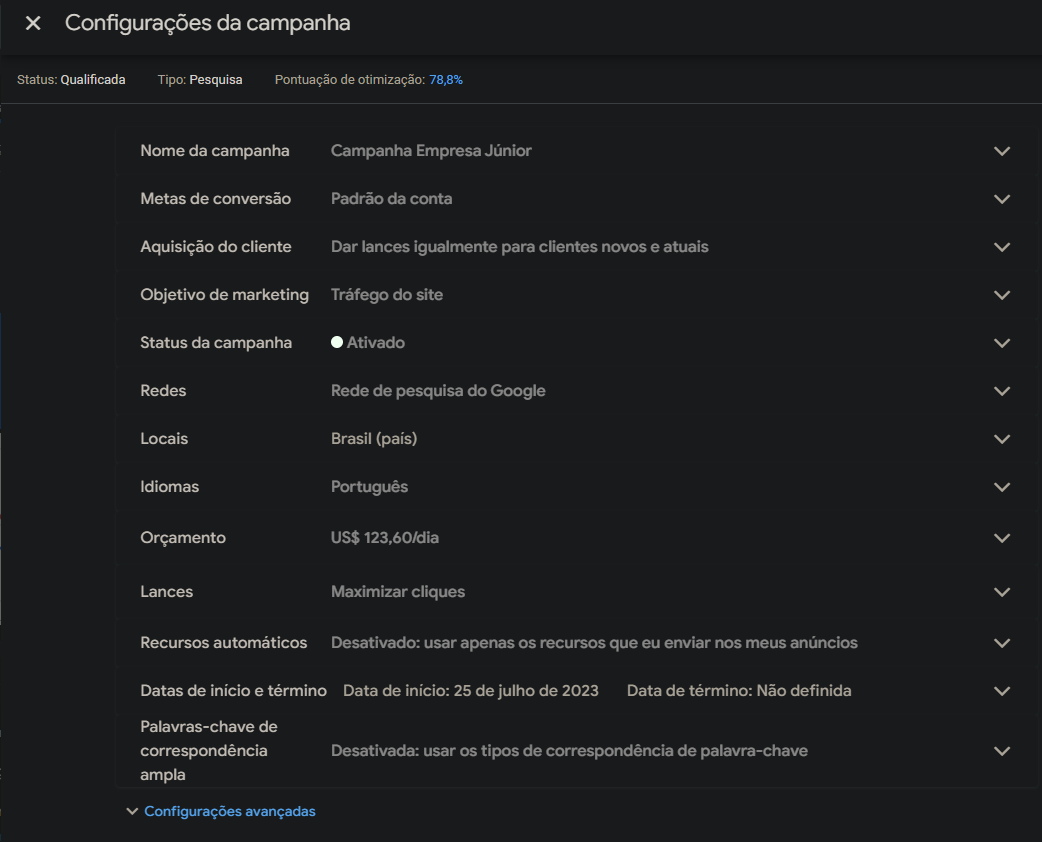 Configurações da campanha
Status: Qualificada Tipo: Pesquisa Pontuação de otimização: 78,8%
Nome da campanha Campanha Empresa Júnior
Metas de conversão Padrão da conta
Aquisição do cliente Dar lances igualmente para clientes novos e atuais
Objetivo de marketing Tráfego do site
Status da campanha Ativado
Redes Rede de pesquisa do Google
Locais Brasil (país)
Idiomas Português
Orçamento US$ 123,60/dia
Lances Maximizar cliques
Recursos automáticos Desativado: usar apenas os recursos que eu enviar nos meus anúncios
Datas de início e término Data de início: 25 de julho de 2023 Data de término: Não definida
Palavras-chave de
correspondência Desativada: usar os tipos de correspondência de palavra-chave
ampla
Configurações avançadas